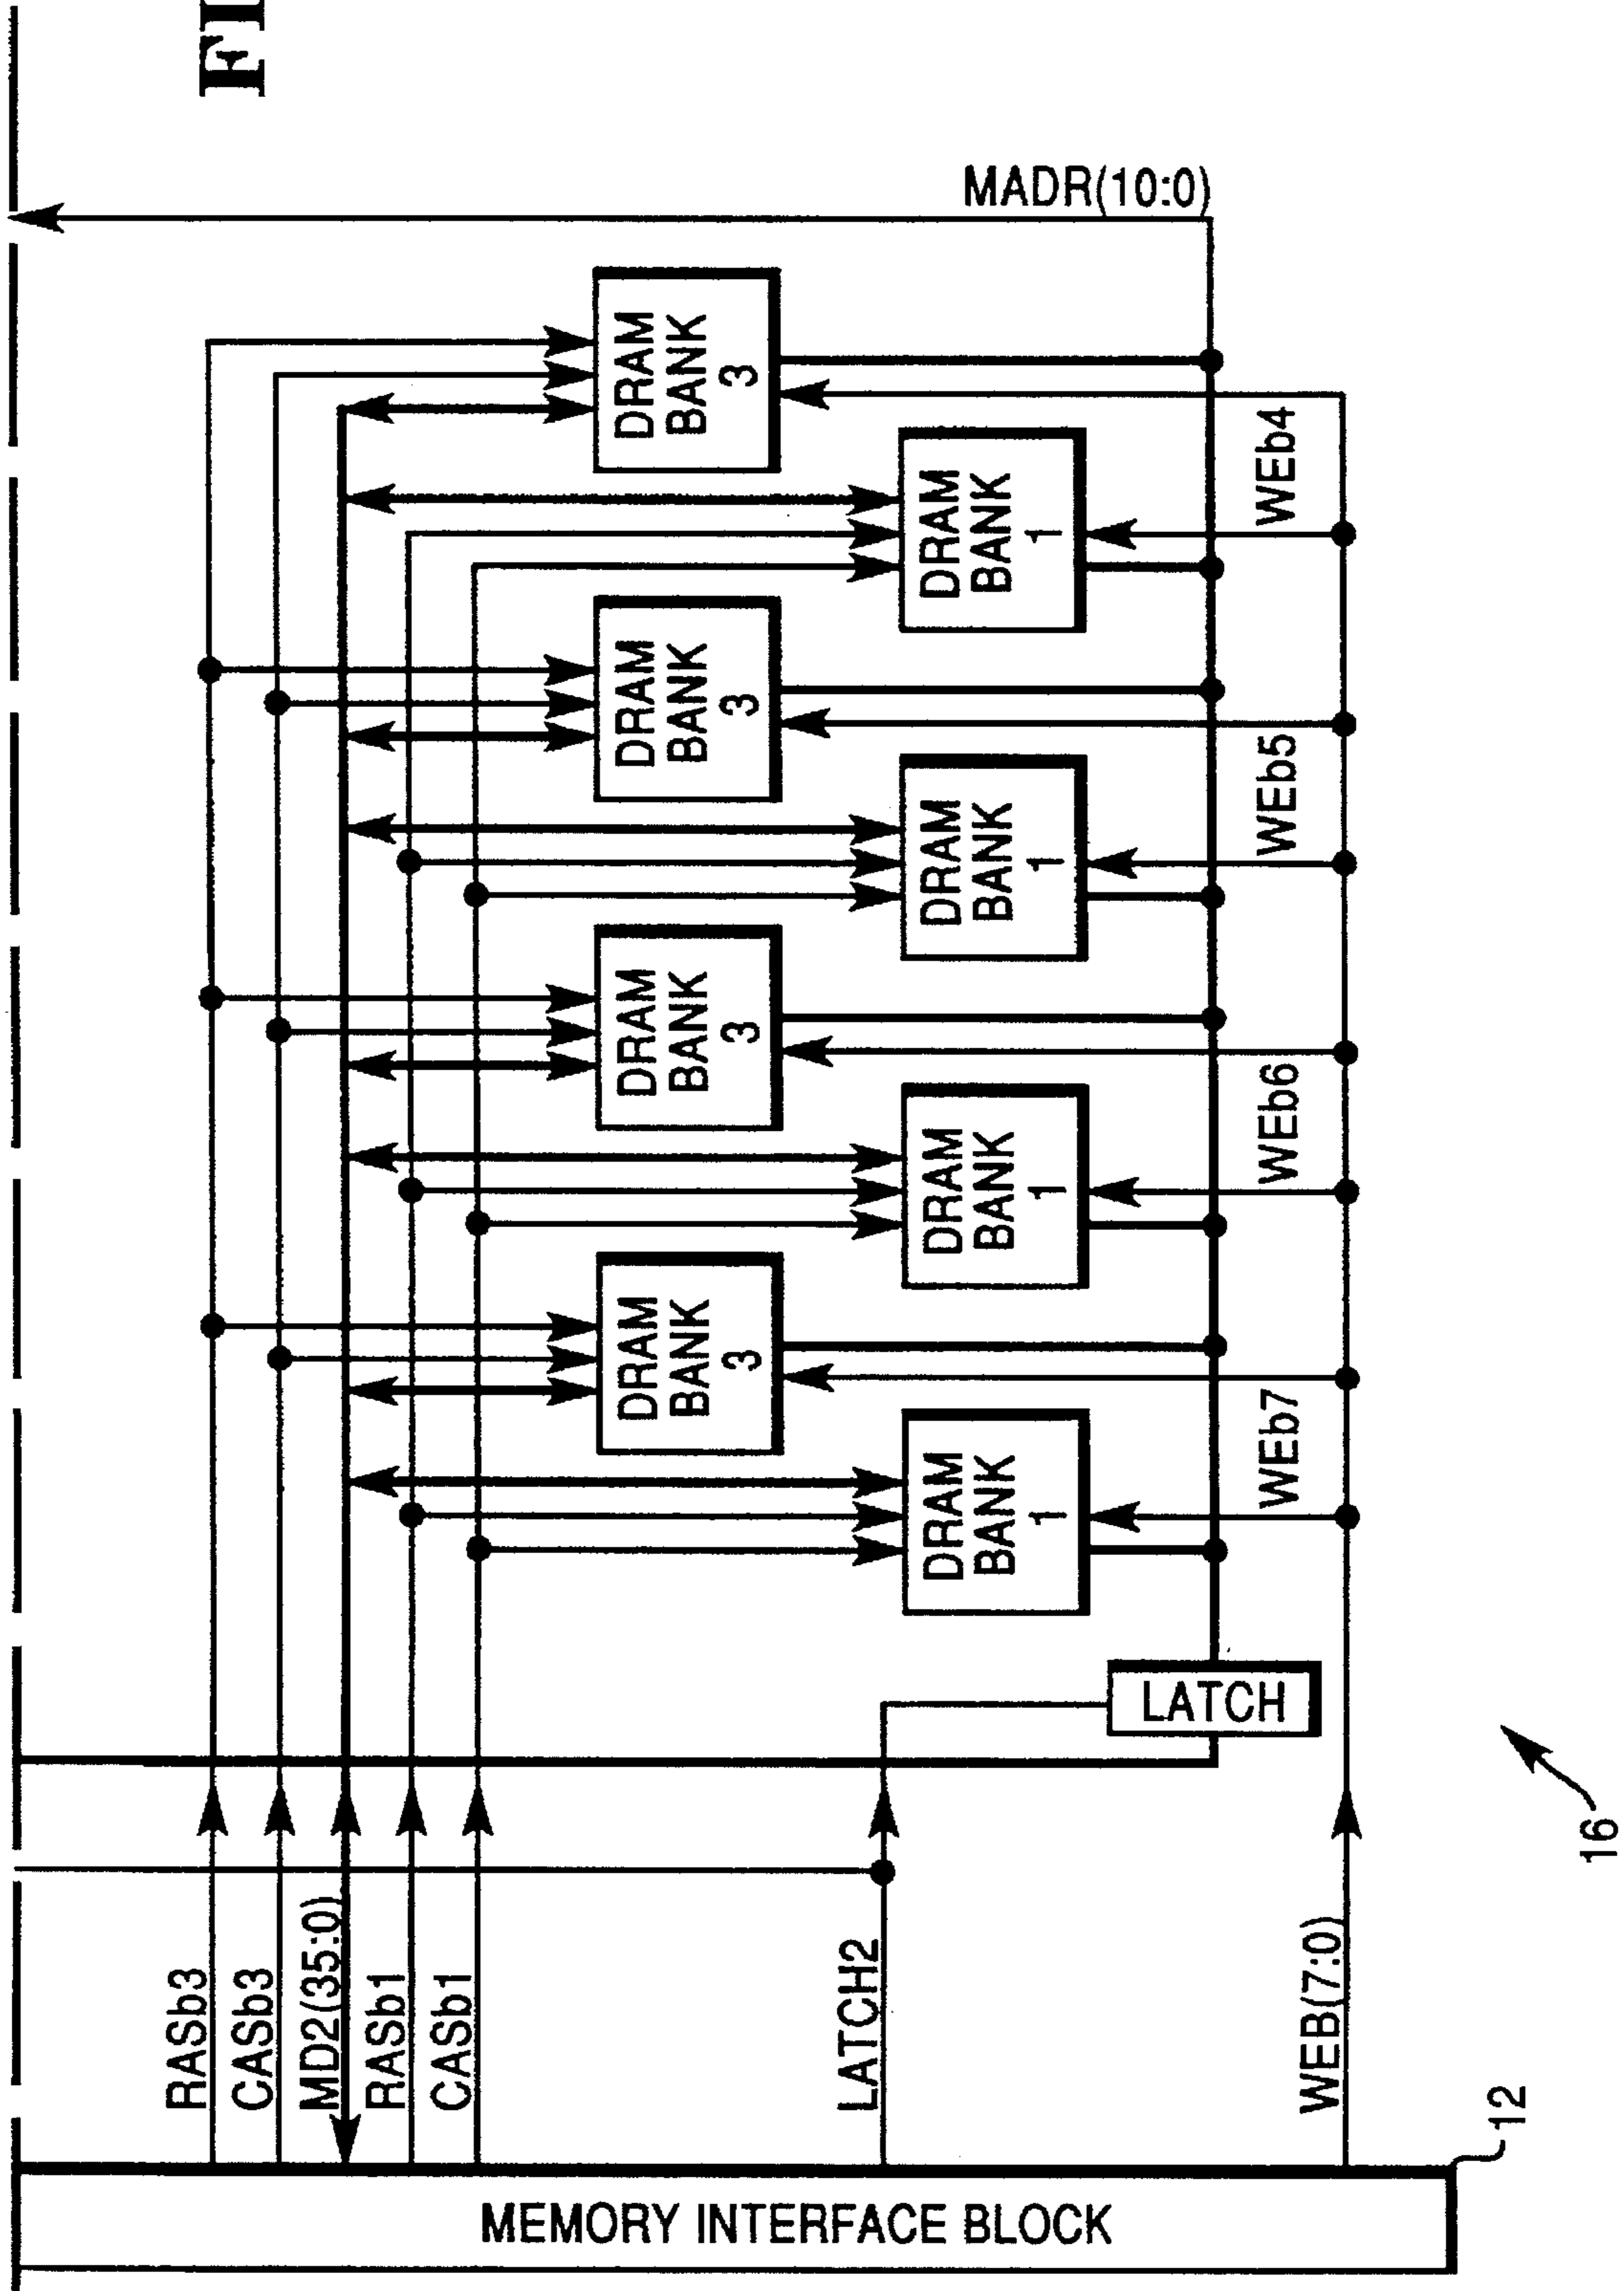 FI
RASb3
CASb3
MD2(35:0)
RASb1
CASb1
LATCH2
WEB(7:0)
MEMORY INTERFACE BLOCK
12
16
LATCH
MADR(10:0)
DRAM
BANK
3
DRAM
BANK
3
DRAM
BANK
3
DRAM
BANK
3
DRAM
BANK
1
DRAM
BANK
1
DRAM
BANK
1
DRAM
BANK
1
WEb7
WEb6
WEb5
WEb4